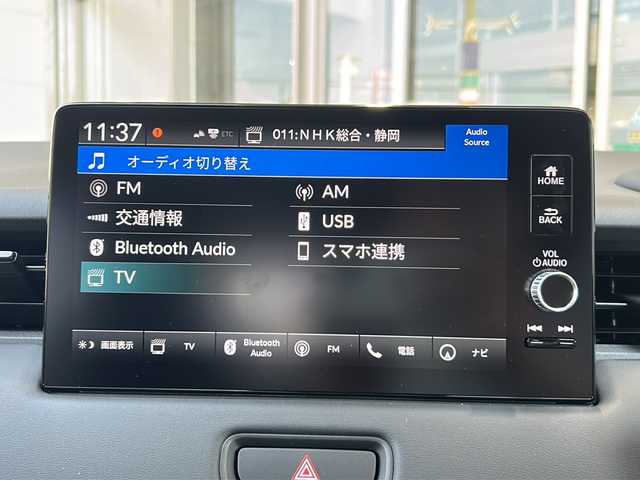 11:37 ETC 011:NHK総合・静岡 Audio Source
オーディオ切り替え
FM
AM
交通情報
USB
Bluetooth Audio
スマホ連携
TV
画面表示 TV Bluetooth Audio FM 電話 ナビ
HOME
BACK
VOL
AUDIO